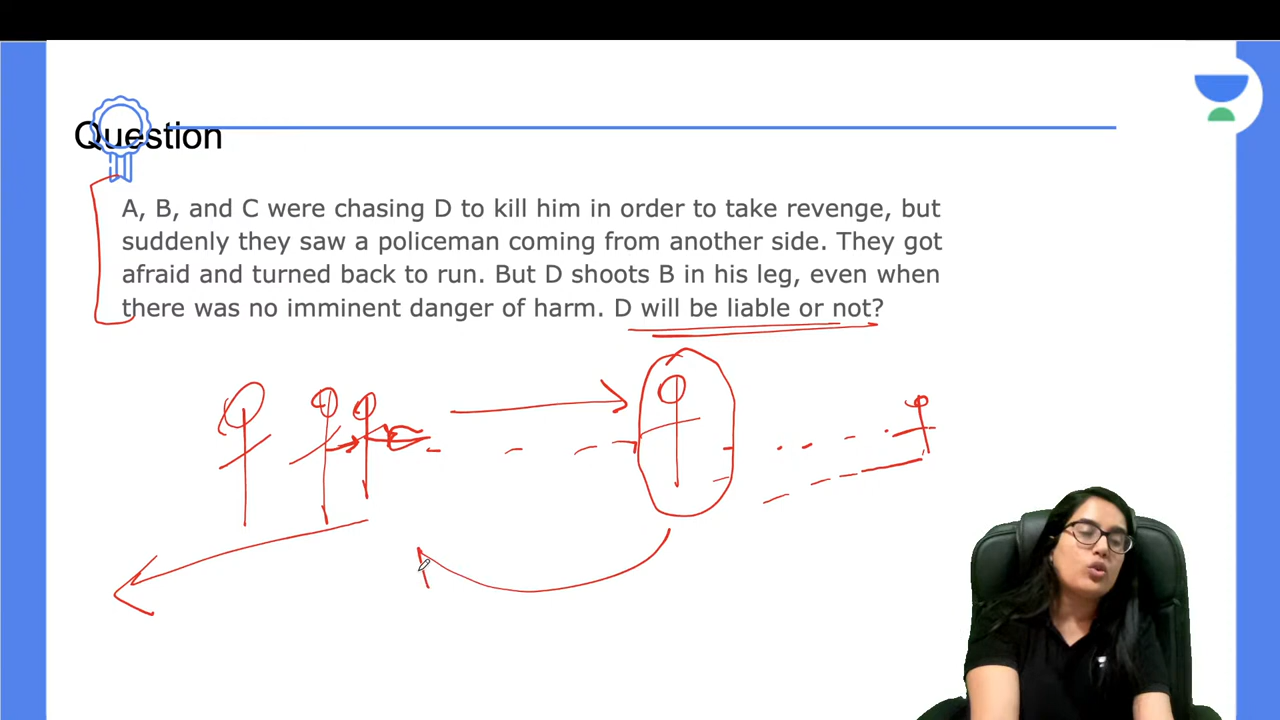 Question
A, B, and C were chasing D to kill him in order to take revenge, but
suddenly they saw a policeman coming from another side. They got
afraid and turned back to run. But D shoots B in his leg, even when
there was no imminent danger of harm. D will be liable or not?